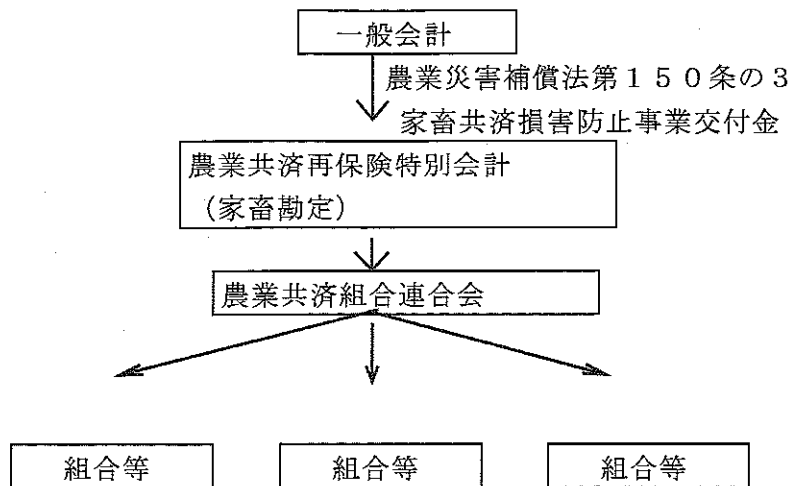 一般会計
農業災害補償法第１５０条の３
家畜共済損害防止事業交付金
農業共済再保険特別会計
（家畜勘定）
農業共済組合連合会
組合等
組合等
組合等